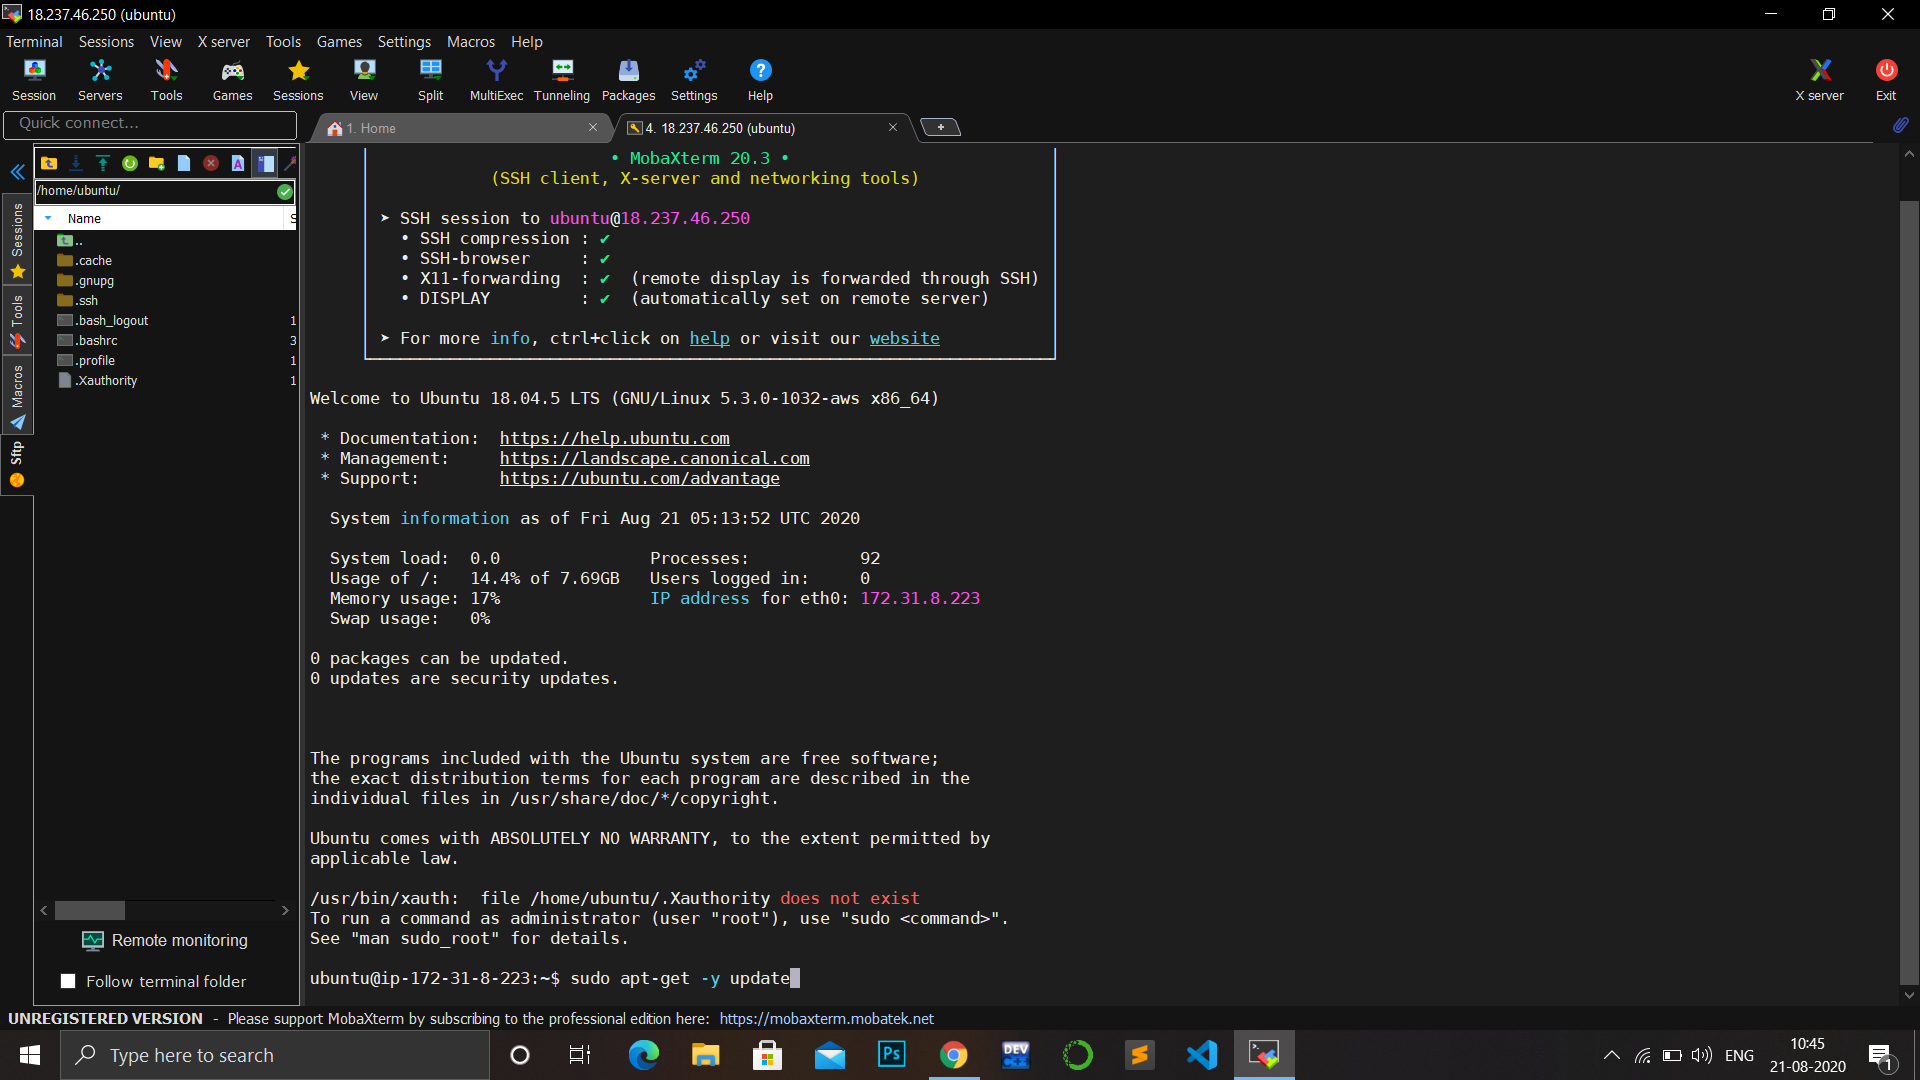 18.237.46.250 (ubuntu)
Terminal Sessions View X server Tools Games Settings Macros Help
Session Servers Tools Games Sessions View Split MultiExec Tunneling Packages Settings Help X server Exit
Quick connect...
1. Home
4. 18.237.46.250 (ubuntu)
/home/ubuntu/
Name S
..
.cache
.gnupg
.ssh
.bash_logout 1
.bashrc 3
.profile 1
.Xauthority 1
Sessions
Tools
Macros
Sftp
Remote monitoring
Follow terminal folder
• MobaXterm 20.3 •
(SSH client, X-server and networking tools)
➤ SSH session to ubuntu@18.237.46.250
• SSH compression : ✔
• SSH-browser : ✔
• X11-forwarding : ✔ (remote display is forwarded through SSH)
• DISPLAY : ✔ (automatically set on remote server)
➤ For more info, ctrl+click on help or visit our website
Welcome to Ubuntu 18.04.5 LTS (GNU/Linux 5.3.0-1032-aws x86_64)
* Documentation: https://help.ubuntu.com
* Management: https://landscape.canonical.com
* Support: https://ubuntu.com/advantage
System information as of Fri Aug 21 05:13:52 UTC 2020
System load: 0.0 Processes: 92
Usage of /: 14.4% of 7.69GB Users logged in: 0
Memory usage: 17% IP address for eth0: 172.31.8.223
Swap usage: 0%
0 packages can be updated.
0 updates are security updates.
The programs included with the Ubuntu system are free software;
the exact distribution terms for each program are described in the
individual files in /usr/share/doc/*/copyright.
Ubuntu comes with ABSOLUTELY NO WARRANTY, to the extent permitted by
applicable law.
/usr/bin/xauth: file /home/ubuntu/.Xauthority does not exist
To run a command as administrator (user "root"), use "sudo <command>".
See "man sudo_root" for details.
ubuntu@ip-172-31-8-223:~$ sudo apt-get -y update
UNREGISTERED VERSION - Please support MobaXterm by subscribing to the professional edition here: https://mobaxterm.mobatek.net
Type here to search
Ps
DEV
C++
ENG
10:45
21-08-2020
1